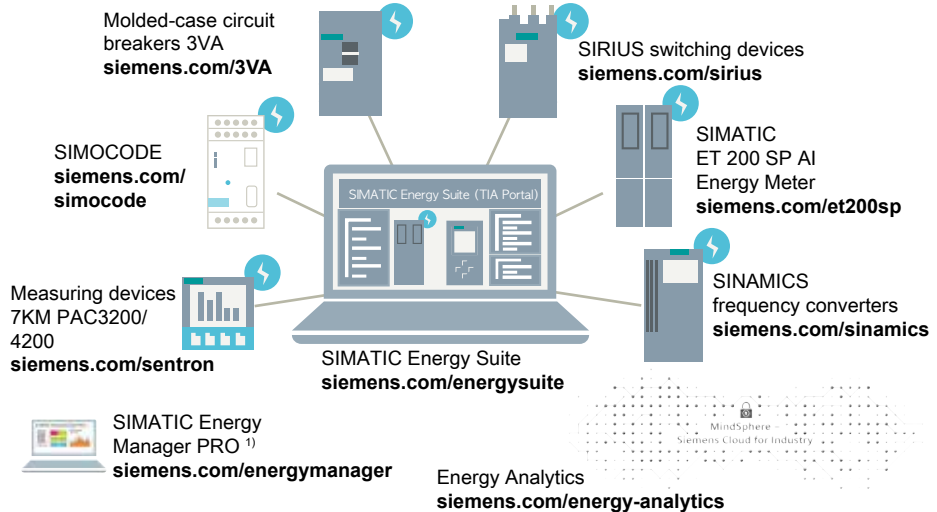 Molded-case circuit
breakers 3VA
siemens.com/3VA
SIRIUS switching devices
siemens.com/sirius
SIMOCODE
siemens.com/
simocode
SIMATIC
ET 200 SP AI
Energy Meter
siemens.com/et200sp
SIMATIC Energy Suite (TIA Portal)
Measuring devices
7KM PAC3200/
4200
siemens.com/sentron
SINAMICS
frequency converters
siemens.com/sinamics
SIMATIC Energy Suite
siemens.com/energysuite
SIMATIC Energy
Manager PRO 1)
siemens.com/energymanager
MindSphere –
Siemens Cloud for Industry
Energy Analytics
siemens.com/energy-analytics